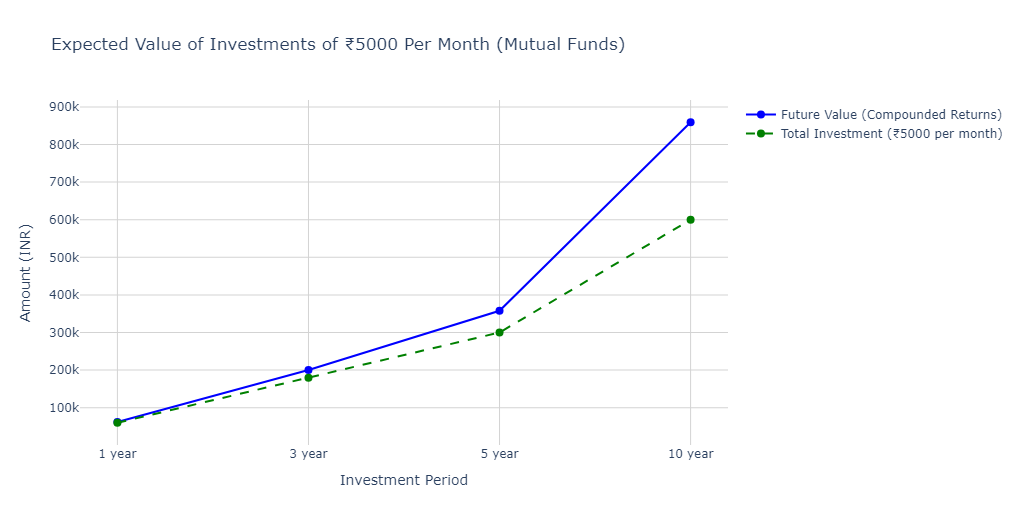 Expected Value of Investments of ₹5000 Per Month (Mutual Funds)
Future Value (Compounded Returns)
Total Investment (₹5000 per month)
Amount (INR)
900k
800k
700k
600k
500k
400k
300k
200k
100k
1 year
3 year
5 year
10 year
Investment Period